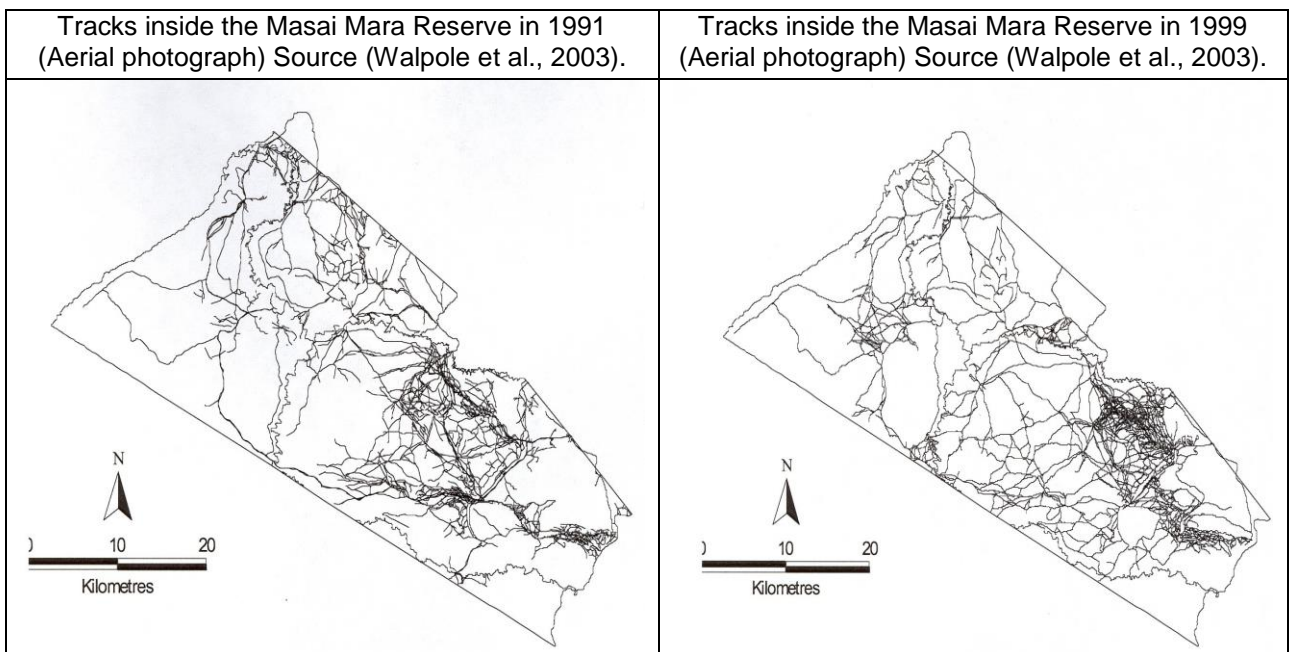 Tracks inside the Masai Mara Reserve in 1991
(Aerial photograph) Source (Walpole et al., 2003).
Tracks inside the Masai Mara Reserve in 1999
(Aerial photograph) Source (Walpole et al., 2003).
N
10 20
Kilometres
N
10 20
Kilometres